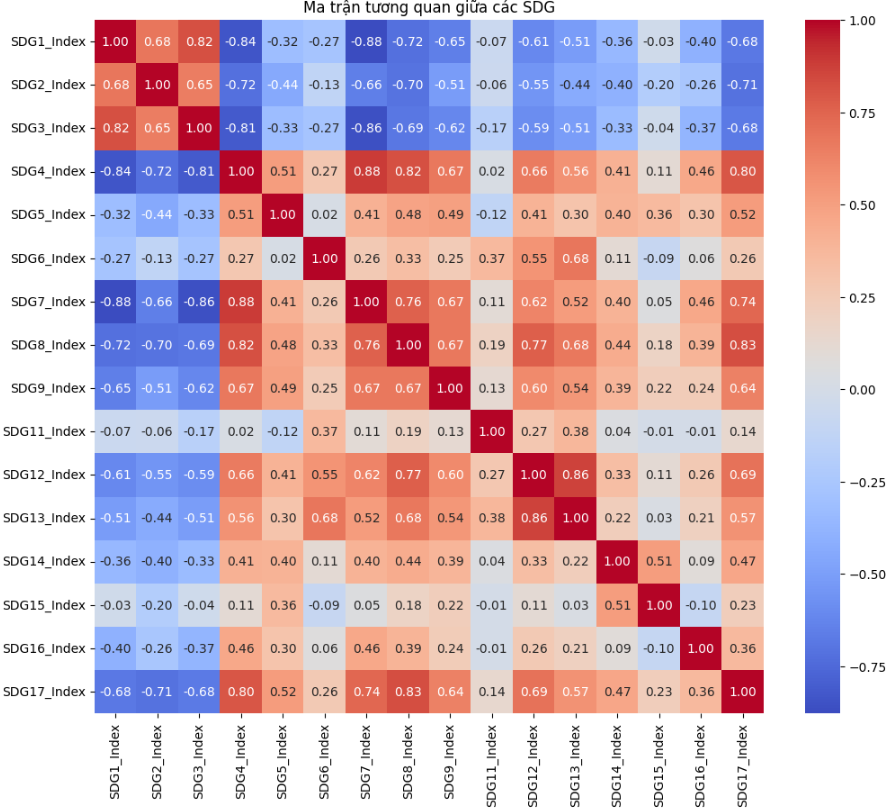 Ma trận tương quan giữa các SDG
SDG1_Index 1.00 0.68 0.82 -0.84 -0.32 -0.27 -0.88 -0.72 -0.65 -0.07 -0.61 -0.51 -0.36 -0.03 -0.40 -0.68
SDG2_Index 0.68 1.00 0.65 -0.72 -0.44 -0.13 -0.66 -0.70 -0.51 -0.06 -0.55 -0.44 -0.40 -0.20 -0.26 -0.71
SDG3_Index 0.82 0.65 1.00 -0.81 -0.33 -0.27 -0.86 -0.69 -0.62 -0.17 -0.59 -0.51 -0.33 -0.04 -0.37 -0.68
SDG4_Index -0.84 -0.72 -0.81 1.00 0.51 0.27 0.88 0.82 0.67 0.02 0.66 0.56 0.41 0.11 0.46 0.80
SDG5_Index -0.32 -0.44 -0.33 0.51 1.00 0.02 0.41 0.48 0.49 -0.12 0.41 0.30 0.40 0.36 0.30 0.52
SDG6_Index -0.27 -0.13 -0.27 0.27 0.02 1.00 0.26 0.33 0.25 0.37 0.55 0.68 0.11 -0.09 0.06 0.26
SDG7_Index -0.88 -0.66 -0.86 0.88 0.41 0.26 1.00 0.76 0.67 0.11 0.62 0.52 0.40 0.05 0.46 0.74
SDG8_Index -0.72 -0.70 -0.69 0.82 0.48 0.33 0.76 1.00 0.67 0.19 0.77 0.68 0.44 0.18 0.39 0.83
SDG9_Index -0.65 -0.51 -0.62 0.67 0.49 0.25 0.67 0.67 1.00 0.13 0.60 0.54 0.39 0.22 0.24 0.64
SDG11_Index -0.07 -0.06 -0.17 0.02 -0.12 0.37 0.11 0.19 0.13 1.00 0.27 0.38 0.04 -0.01 -0.01 0.14
SDG12_Index -0.61 -0.55 -0.59 0.66 0.41 0.55 0.62 0.77 0.60 0.27 1.00 0.86 0.33 0.11 0.26 0.69
SDG13_Index -0.51 -0.44 -0.51 0.56 0.30 0.68 0.52 0.68 0.54 0.38 0.86 1.00 0.22 0.03 0.21 0.57
SDG14_Index -0.36 -0.40 -0.33 0.41 0.40 0.11 0.40 0.44 0.39 0.04 0.33 0.22 1.00 0.51 0.09 0.47
SDG15_Index -0.03 -0.20 -0.04 0.11 0.36 -0.09 0.05 0.18 0.22 -0.01 0.11 0.03 0.51 1.00 -0.10 0.23
SDG16_Index -0.40 -0.26 -0.37 0.46 0.30 0.06 0.46 0.39 0.24 -0.01 0.26 0.21 0.09 -0.10 1.00 0.36
SDG17_Index -0.68 -0.71 -0.68 0.80 0.52 0.26 0.74 0.83 0.64 0.14 0.69 0.57 0.47 0.23 0.36 1.00
SDG1_Index
SDG2_Index
SDG3_Index
SDG4_Index
SDG5_Index
SDG6_Index
SDG7_Index
SDG8_Index
SDG9_Index
SDG11_Index
SDG12_Index
SDG13_Index
SDG14_Index
SDG15_Index
SDG16_Index
SDG17_Index
1.00
0.75
0.50
0.25
0.00
−0.25
−0.50
−0.75